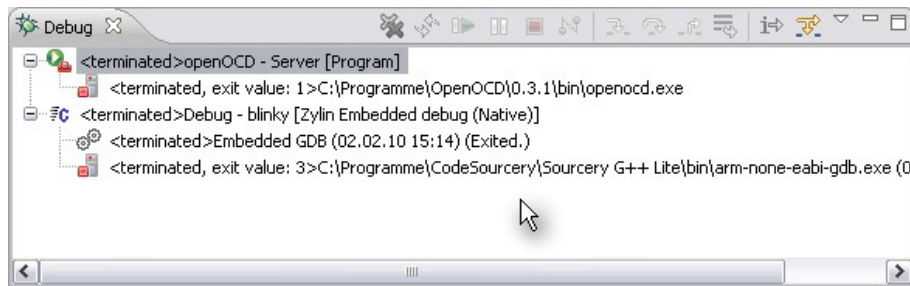 Debug
<terminated>openOCD - Server [Program]
<terminated, exit value: 1>C:\Programme\OpenOCD\0.3.1\bin\openocd.exe
<terminated>Debug - blinky [Zylin Embedded debug (Native)]
<terminated>Embedded GDB (02.02.10 15:14) (Exited.)
<terminated, exit value: 3>C:\Programme\CodeSourcery\Sourcery G++ Lite\bin\arm-none-eabi-gdb.exe (0